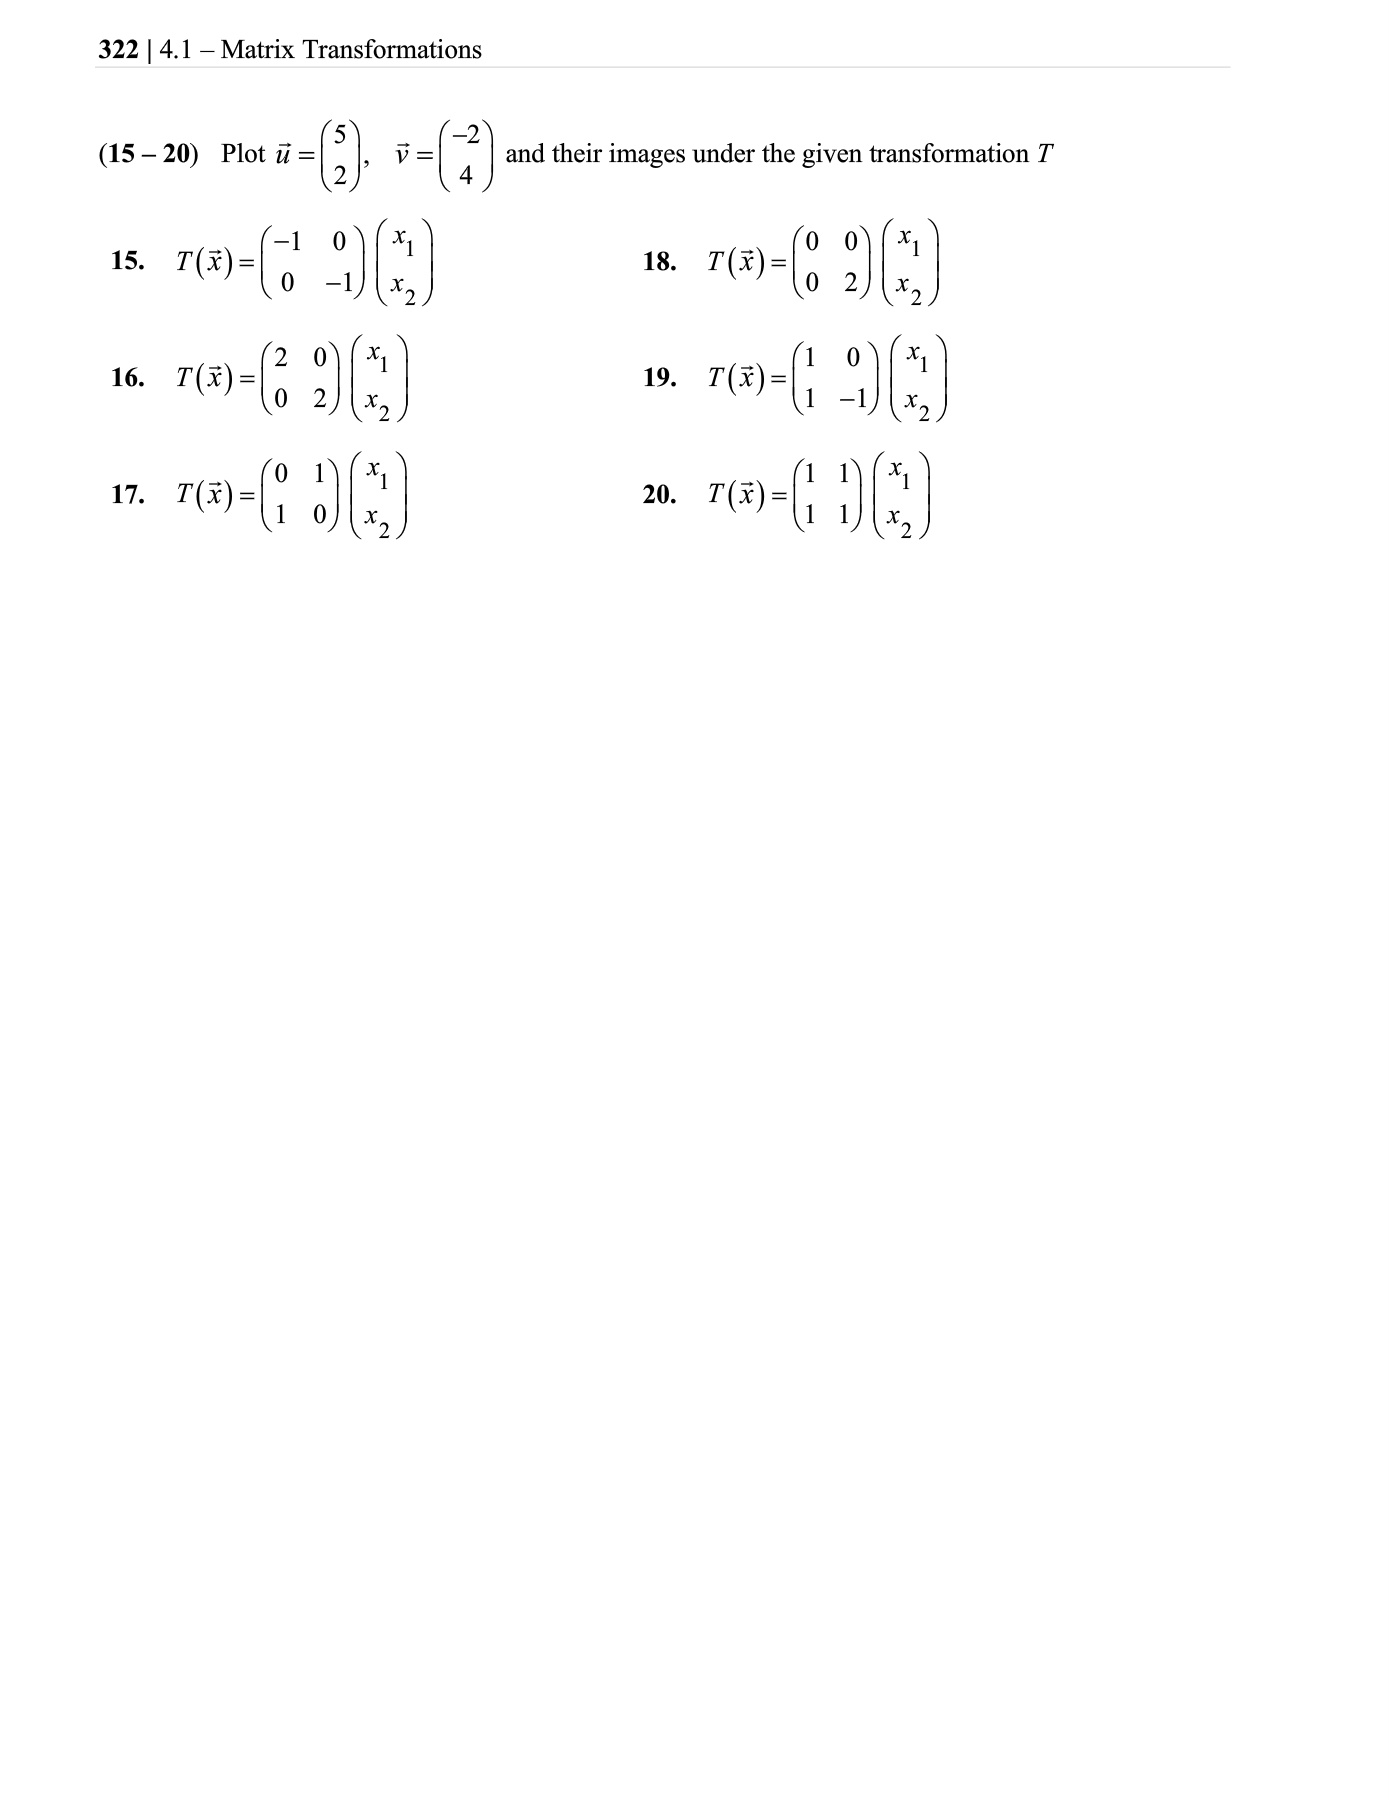 322 | 4.1 – Matrix Transformations
(15 – 20) Plot $\vec{u} = \begin{pmatrix} 5 \\ 2 \end{pmatrix}, \quad \vec{v} = \begin{pmatrix} -2 \\ 4 \end{pmatrix}$ and their images under the given transformation $T$
15. $T(\vec{x}) = \begin{pmatrix} -1 & 0 \\ 0 & -1 \end{pmatrix} \begin{pmatrix} x_1 \\ x_2 \end{pmatrix}$
16. $T(\vec{x}) = \begin{pmatrix} 2 & 0 \\ 0 & 2 \end{pmatrix} \begin{pmatrix} x_1 \\ x_2 \end{pmatrix}$
17. $T(\vec{x}) = \begin{pmatrix} 0 & 1 \\ 1 & 0 \end{pmatrix} \begin{pmatrix} x_1 \\ x_2 \end{pmatrix}$
18. $T(\vec{x}) = \begin{pmatrix} 0 & 0 \\ 0 & 2 \end{pmatrix} \begin{pmatrix} x_1 \\ x_2 \end{pmatrix}$
19. $T(\vec{x}) = \begin{pmatrix} 1 & 0 \\ 1 & -1 \end{pmatrix} \begin{pmatrix} x_1 \\ x_2 \end{pmatrix}$
20. $T(\vec{x}) = \begin{pmatrix} 1 & 1 \\ 1 & 1 \end{pmatrix} \begin{pmatrix} x_1 \\ x_2 \end{pmatrix}$